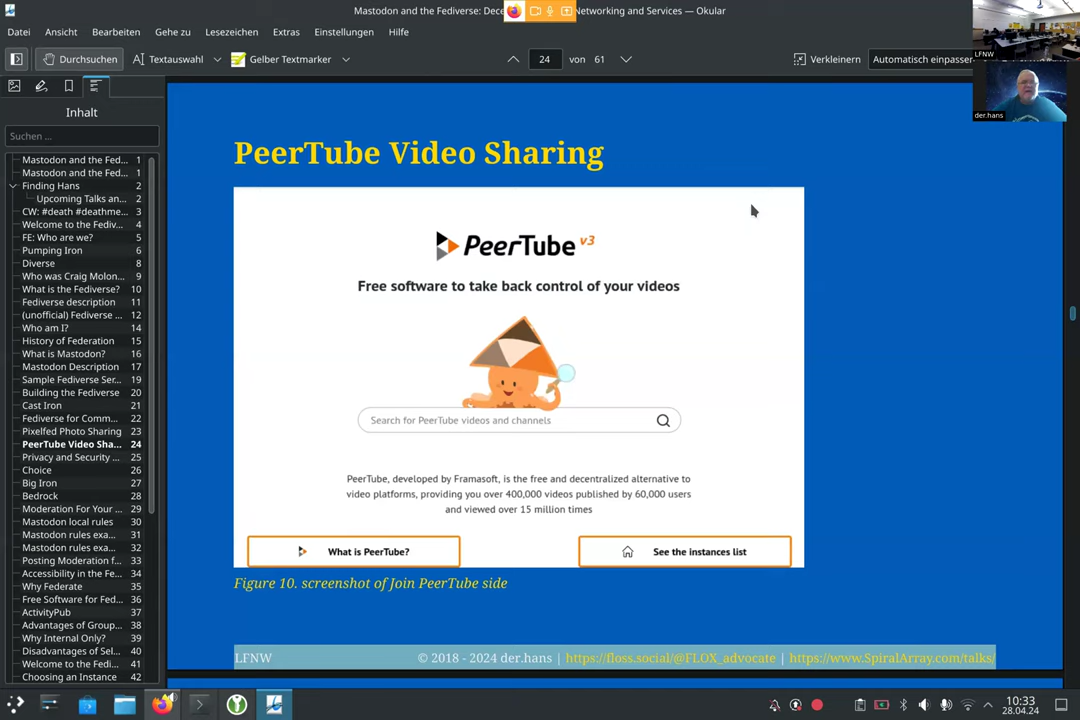 Mastodon and the Fediverse: Dece
Networking and Services — Okular
Datei Ansicht Bearbeiten Gehe zu Lesezeichen Extras Einstellungen Hilfe
Durchsuchen
Textauswahl
Gelber Textmarker
24 von 61
Verkleinern
Automatisch einpassen
LFNW
der.hans
Inhalt
Suchen ...
Mastodon and the Fed... 1
Mastodon and the Fed... 1
Finding Hans 2
Upcoming Talks an... 2
CW: #death #deathme... 3
Welcome to the Fediv... 4
FE: Who are we? 5
Pumping Iron 6
Diverse 8
Who was Craig Molon... 9
What is the Fediverse? 10
Fediverse description 11
(unofficial) Fediverse ... 12
Who am I? 14
History of Federation 15
What is Mastodon? 16
Mastodon Description 17
Sample Fediverse Ser... 19
Building the Fediverse 20
Cast Iron 21
Fediverse for Comm... 22
Pixelfed Photo Sharing 23
PeerTube Video Sha... 24
Privacy and Security ... 25
Choice 26
Big Iron 27
Bedrock 28
Moderation For Your ... 29
Mastodon local rules 30
Mastodon rules exa... 31
Mastodon rules exa... 32
Posting Moderation f... 33
Accessibility in the Fe... 34
Why Federate 35
Free Software for Fed... 36
ActivityPub 37
Advantages of Group... 38
Why Internal Only? 39
Disadvantages of Sel... 40
Welcome to the Fedi... 41
Choosing an Instance 42
PeerTube Video Sharing
PeerTube v3
Free software to take back control of your videos
Search for PeerTube videos and channels
PeerTube, developed by Framasoft, is the free and decentralized alternative to
video platforms, providing you over 400,000 videos published by 60,000 users
and viewed over 15 million times
What is PeerTube?
See the instances list
Figure 10. screenshot of Join PeerTube side
LFNW © 2018 - 2024 der.hans | https://floss.social/@FLOX_advocate | https://www.SpiralArray.com/talks/
10:33
28.04.24